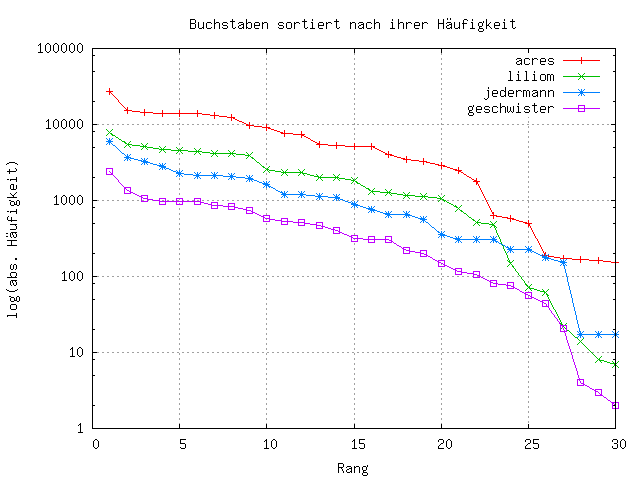 Buchstaben sortiert nach ihrer Häufigkeit
100000
10000
1000
100
10
1
log(abs. Häufigkeit)
acres
liliom
jedermann
geschwister
0 5 10 15 20 25 30
Rang